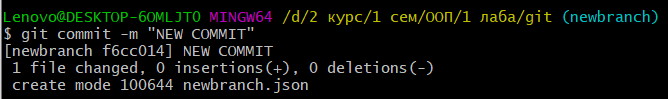 Lenovo@DESKTOP-6OMLJT0 MINGW64 /d/2 курс/1 сем/ООП/1 лаба/git (newbranch)
$ git commit -m "NEW COMMIT"
[newbranch f6cc014] NEW COMMIT
 1 file changed, 0 insertions(+), 0 deletions(-)
 create mode 100644 newbranch.json